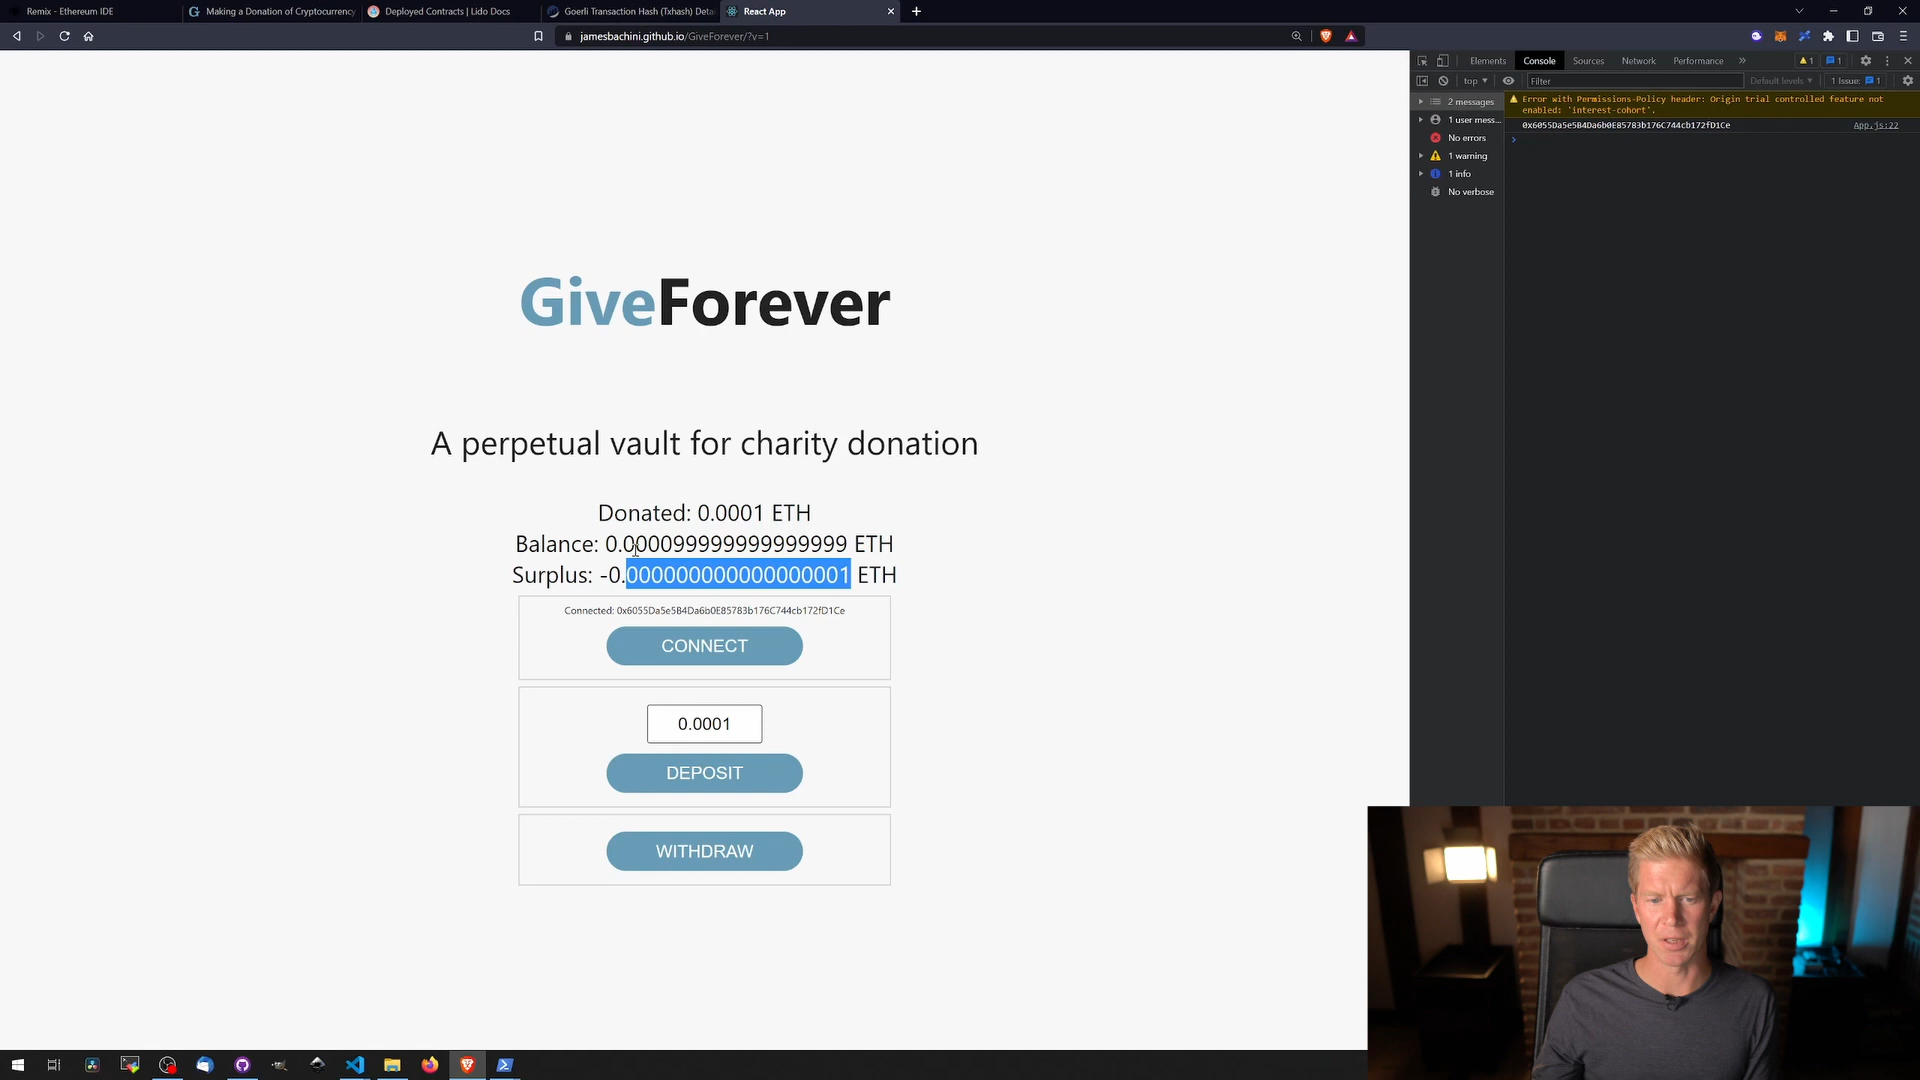 Remix - Ethereum IDE
Making a Donation of Cryptocurrency
Deployed Contracts | Lido Docs
Goerli Transaction Hash (Txhash) Deta
React App
jamesbachini.github.io/GiveForever/?v=1
Elements
Console
Sources
Network
Performance
1
1
top
Filter
Default levels
1 Issue: 1
2 messages
1 user mess...
No errors
1 warning
1 info
No verbose
Error with Permissions-Policy header: Origin trial controlled feature not
enabled: 'interest-cohort'.
0x6055Da5e5B4Da6b0E85783b176C744cb172fD1Ce
App.js:22
GiveForever
A perpetual vault for charity donation
Donated: 0.0001 ETH
Balance: 0.000099999999999999 ETH
Surplus: -0.000000000000000001 ETH
Connected: 0x6055Da5e5B4Da6b0E85783b176C744cb172fD1Ce
CONNECT
0.0001
DEPOSIT
WITHDRAW